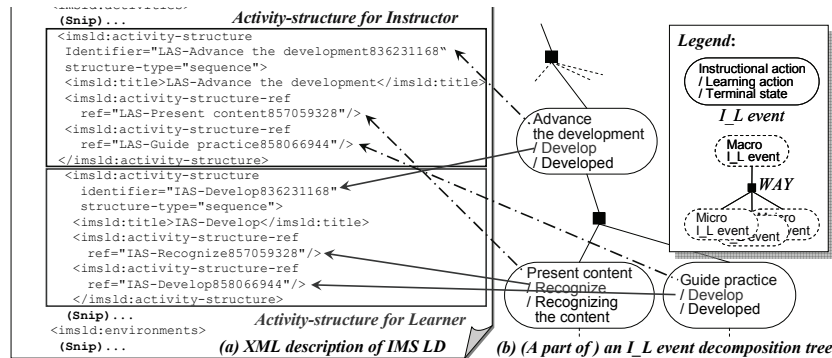 <imsld:activities>
(Snip)...
Activity-structure for Instructor
<imsld:activity-structure
Identifier="LAS-Advance the development836231168"
structure-type="sequence">
<imsld:title>LAS-Advance the development</imsld:title>
<imsld:activity-structure-ref
ref="LAS-Present content857059328"/>
<imsld:activity-structure-ref
ref="LAS-Guide practice858066944"/>
</imsld:activity-structure>
<imsld:activity-structure
identifier="IAS-Develop836231168"
structure-type="sequence">
<imsld:title>IAS-Develop</imsld:title>
<imsld:activity-structure-ref
ref="IAS-Recognize857059328"/>
<imsld:activity-structure-ref
ref="IAS-Develop858066944"/>
</imsld:activity-structure>
(Snip)...
Activity-structure for Learner
<imsld:environments>
(Snip)...
(a) XML description of IMS LD
Advance
the development
/ Develop
/ Developed
Present content
/ Recognize
/ Recognizing
the content
Guide practice
/ Develop
/ Developed
(b) (A part of ) an I_L event decomposition tree
Legend:
Instructional action
/ Learning action
/ Terminal state
I_L event
Macro
I_L event
WAY
Micro
I_L event